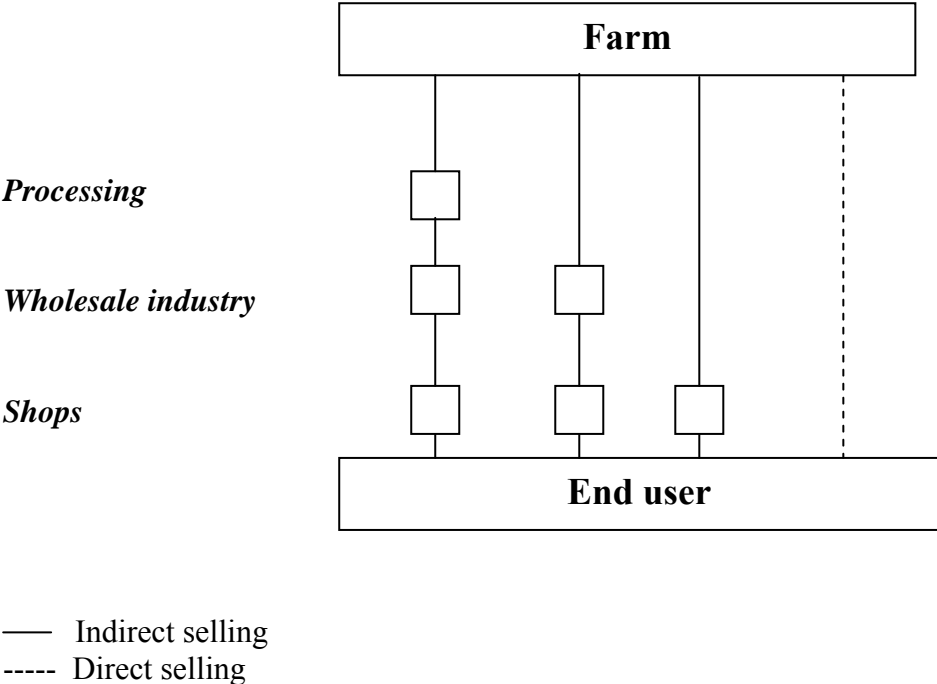 Farm
Processing
Wholesale industry
Shops
End user
Indirect selling
----- Direct selling